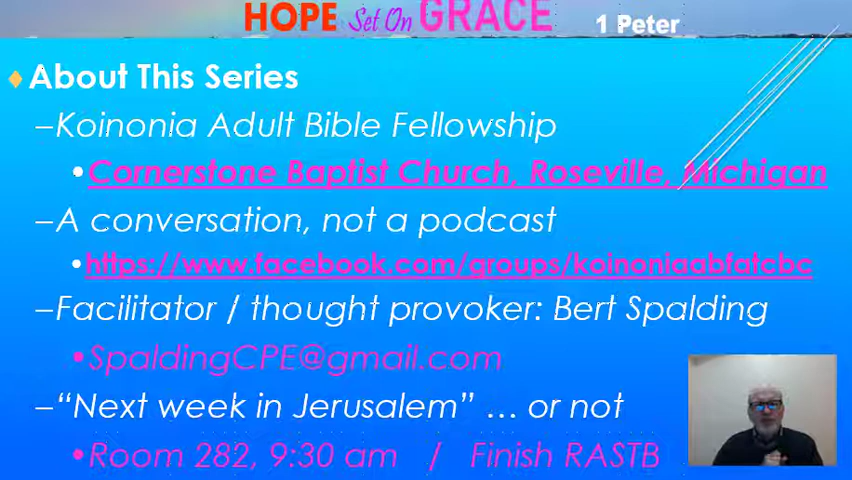 HOPE Set On GRACE 1 Peter
About This Series
–Koinonia Adult Bible Fellowship
•Cornerstone Baptist Church, Roseville, Michigan
–A conversation, not a podcast
•https://www.facebook.com/groups/koinoniaabfatcbc
–Facilitator / thought provoker: Bert Spalding
•SpaldingCPE@gmail.com
–“Next week in Jerusalem” … or not
•Room 282, 9:30 am / Finish RASTB